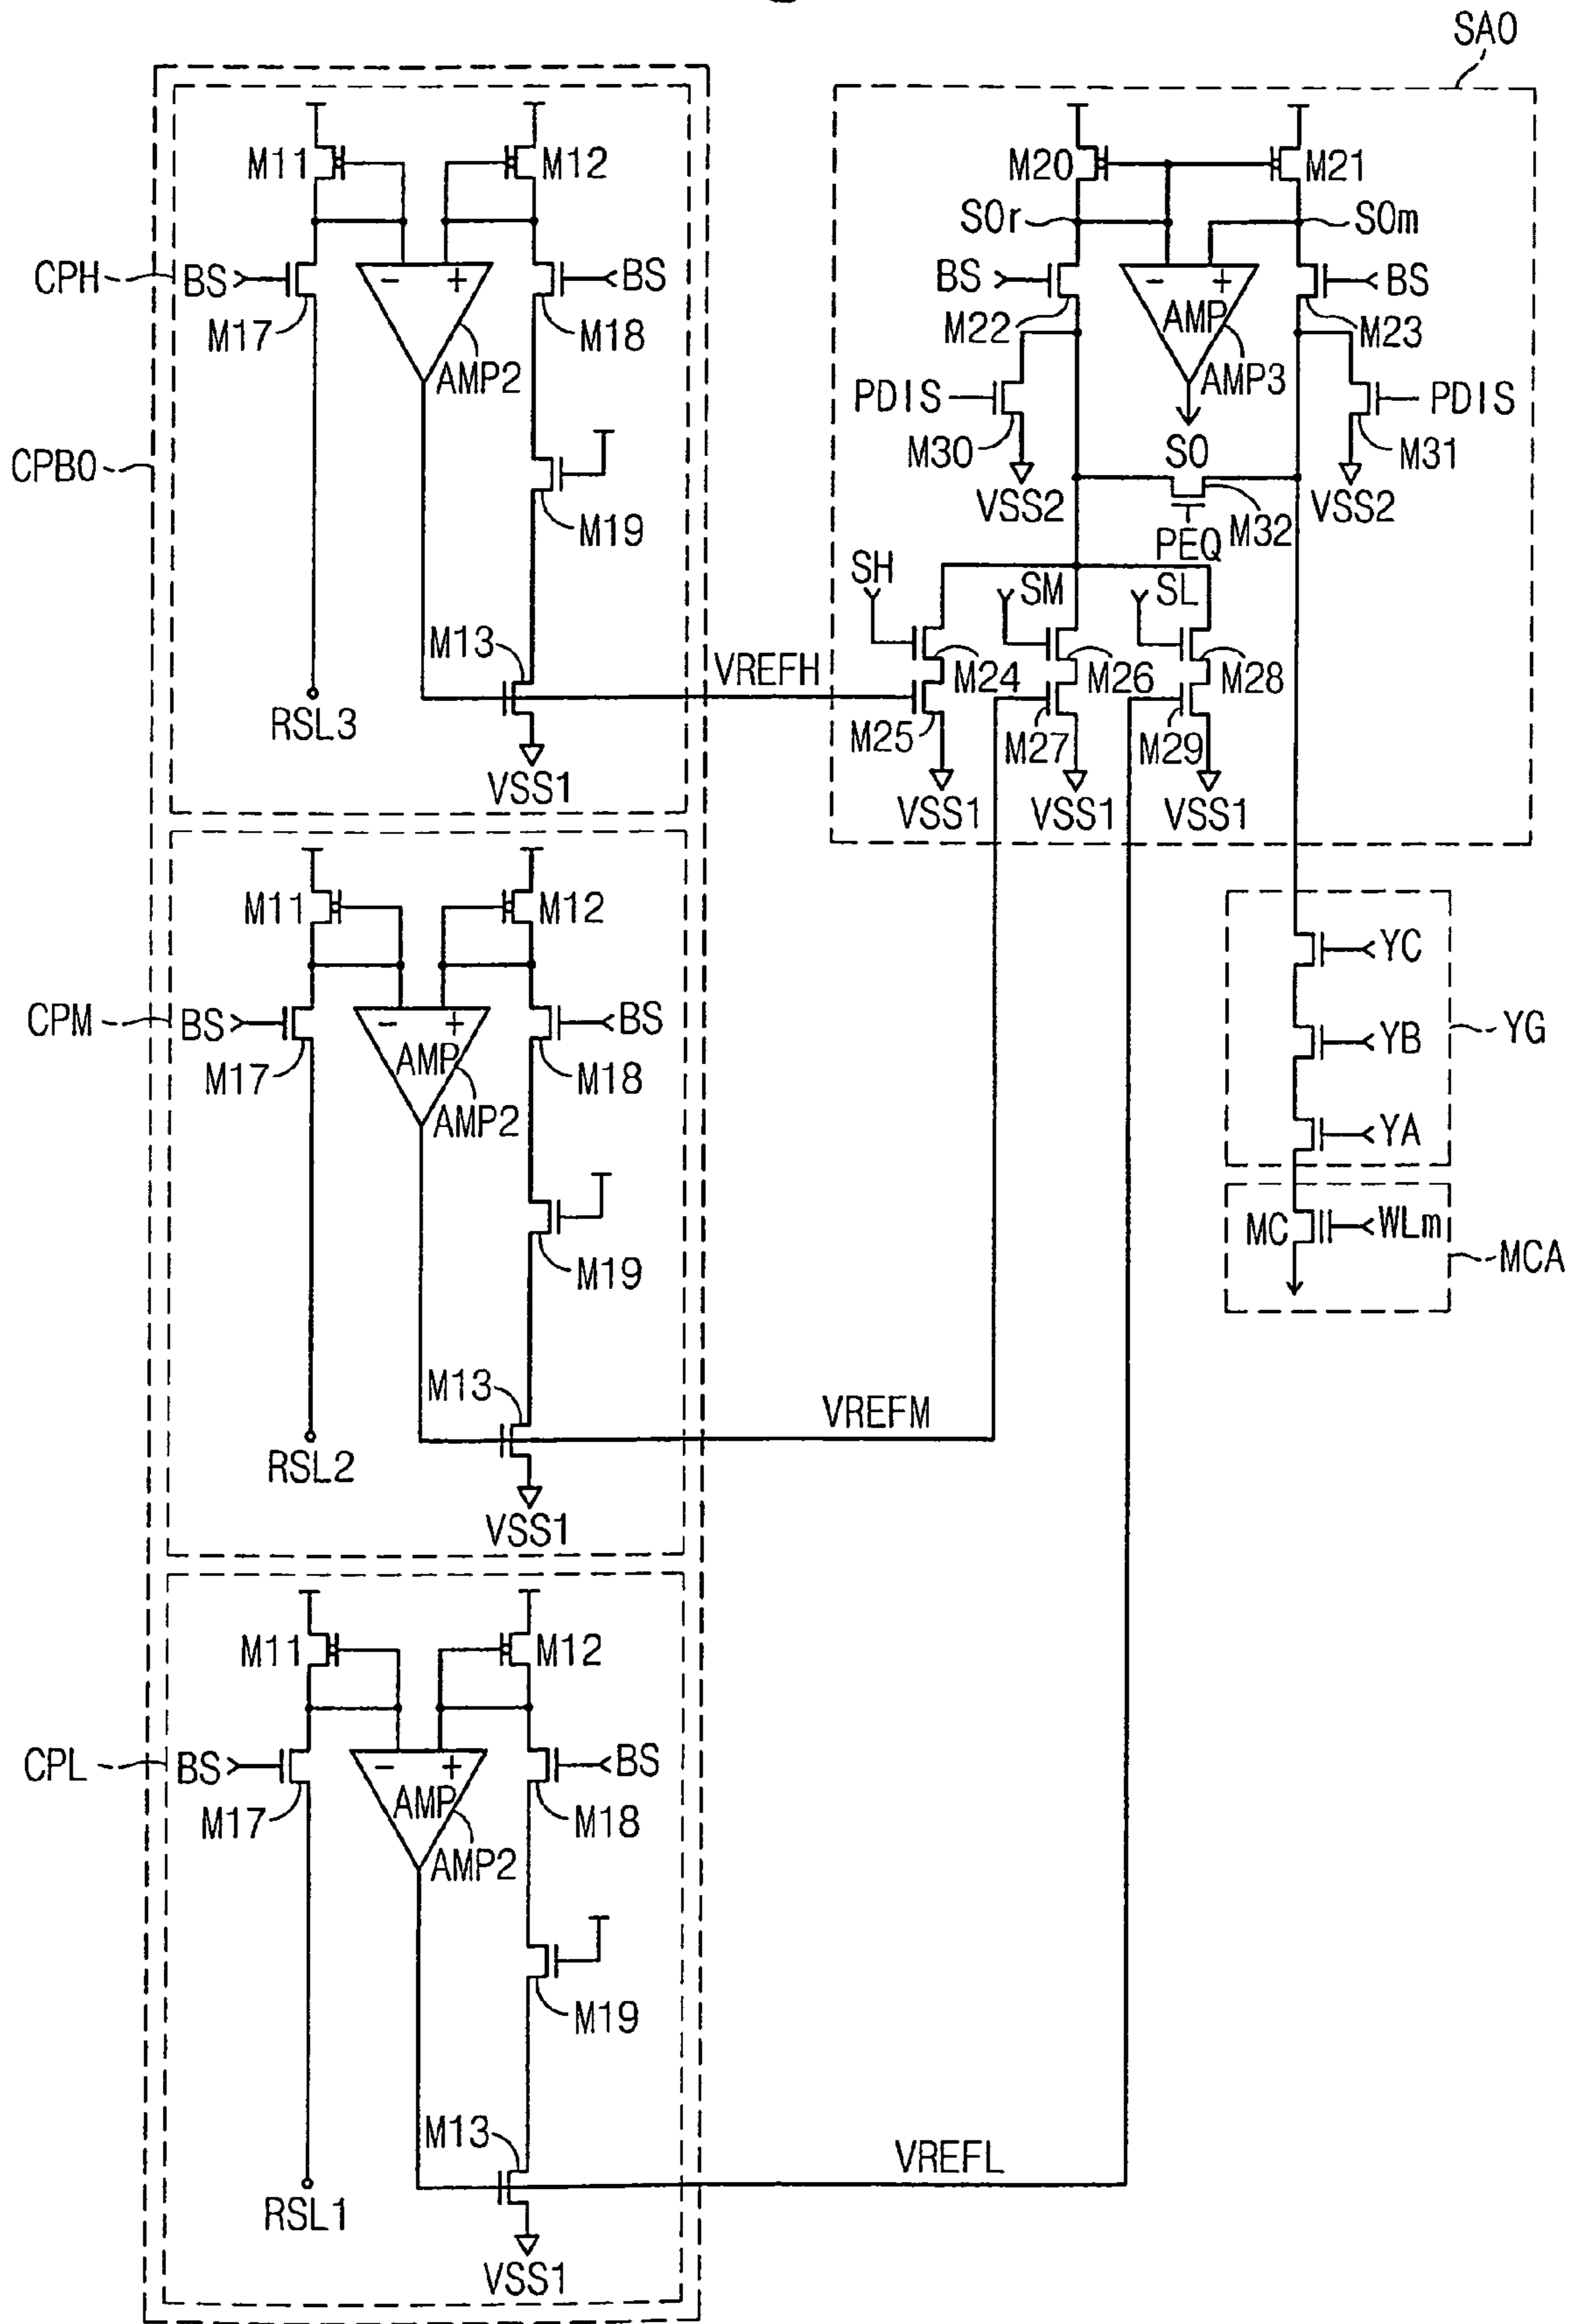 SA0
M11
M12
M20
M21
S0r
S0m
CPH
BS
- +
BS
BS
- +
BS
M17
M18
M22
AMP
M23
AMP2
AMP3
PDIS
PDIS
M30
S0
M31
CPB0
VSS2
M32
VSS2
M19
PEQ
SH
SM
SL
M13
VREFH
M24
M26
M28
RSL3
M25
M27
M29
VSS1
VSS1
VSS1
VSS1
M11
M12
YC
CPM
BS
- +
BS
YB
YG
AMP
M17
M18
AMP2
YA
MC
WLm
MCA
M19
M13
VREFM
RSL2
VSS1
M11
M12
CPL
BS
- +
BS
AMP
M17
M18
AMP2
M19
M13
VREFL
RSL1
VSS1